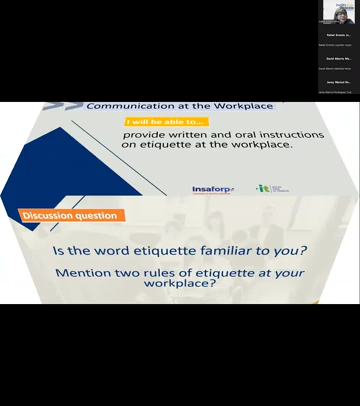 Communication at the Workplace
I will be able to...
provide written and oral instructions
on etiquette at the workplace.
Insaforp
it
Discussion question
Is the word etiquette familiar to you?
Mention two rules of etiquette at your
workplace?